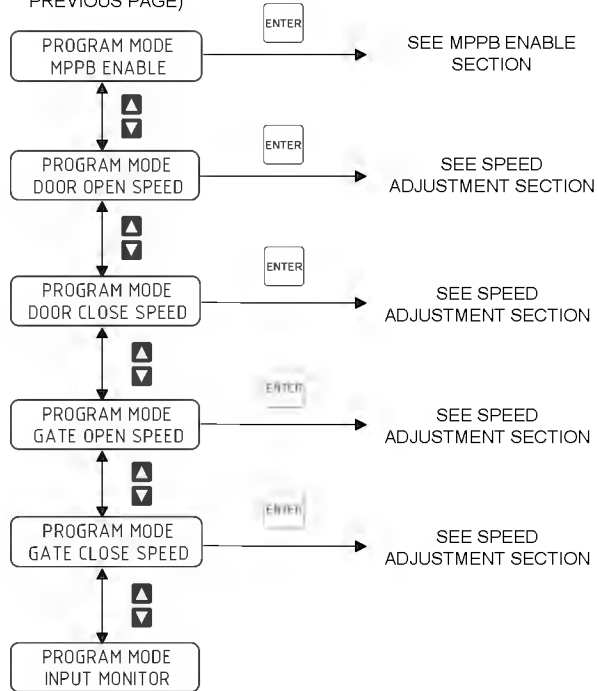 PREVIOUS PAGE)
ENTER
PROGRAM MODE
MPPB ENABLE
SEE MPPB ENABLE
SECTION
ENTER
PROGRAM MODE
DOOR OPEN SPEED
SEE SPEED
ADJUSTMENT SECTION
ENTER
PROGRAM MODE
DOOR CLOSE SPEED
SEE SPEED
ADJUSTMENT SECTION
ENTER
PROGRAM MODE
GATE OPEN SPEED
SEE SPEED
ADJUSTMENT SECTION
ENTER
PROGRAM MODE
GATE CLOSE SPEED
SEE SPEED
ADJUSTMENT SECTION
PROGRAM MODE
INPUT MONITOR